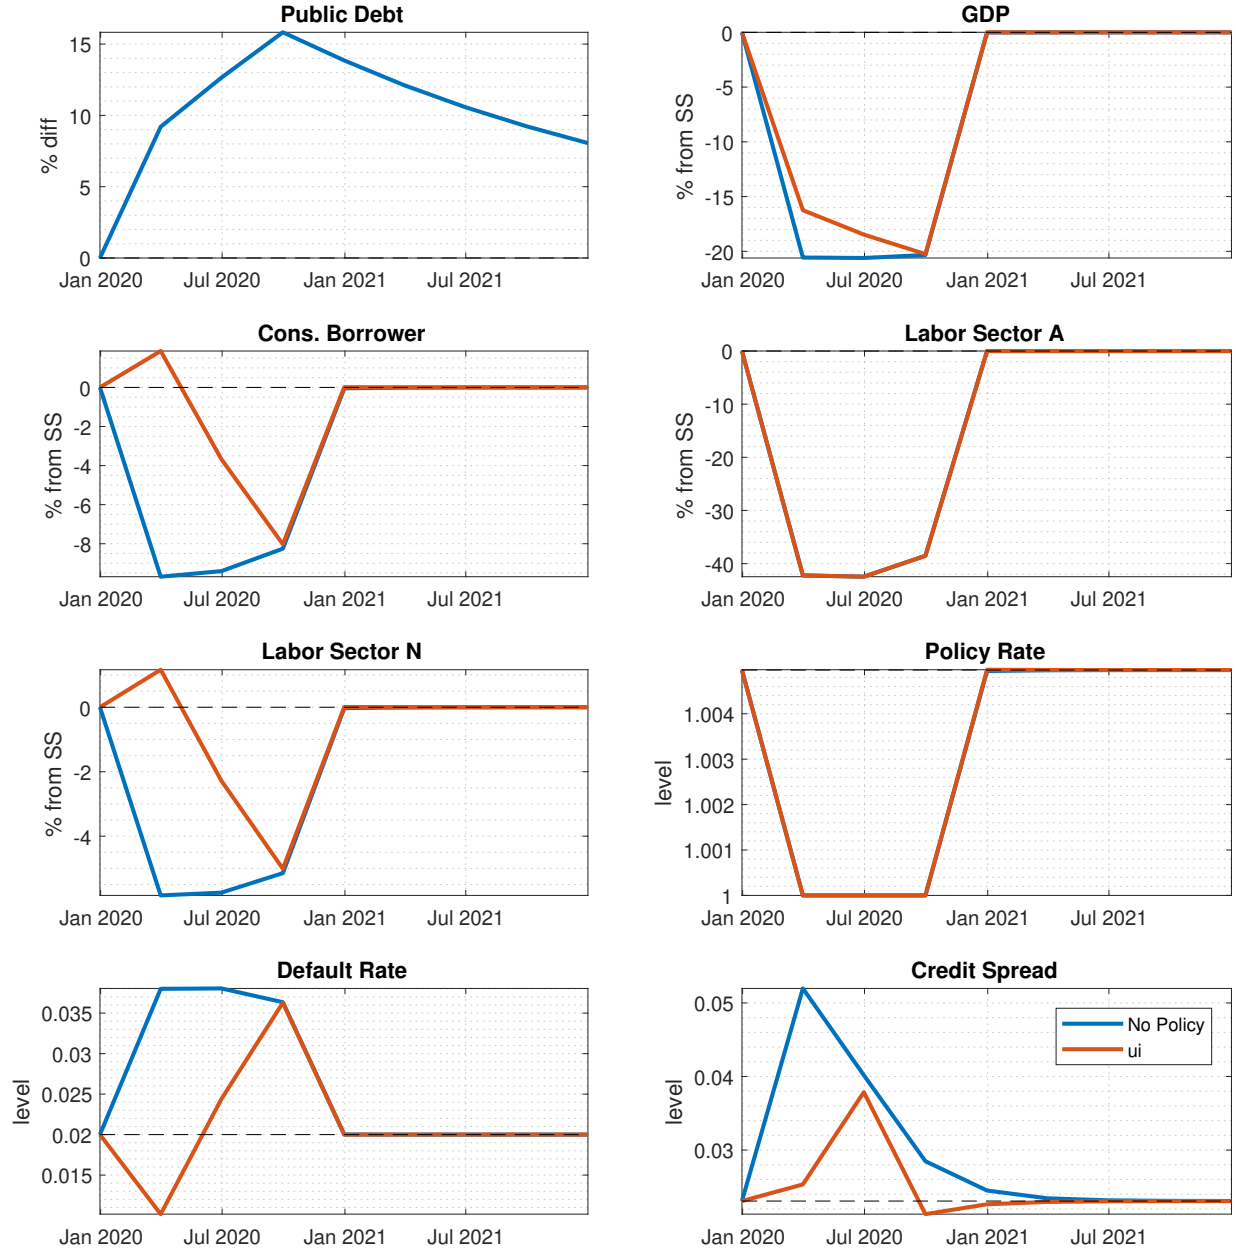 Public Debt
% diff
15
10
5
0
Jan 2020 Jul 2020 Jan 2021 Jul 2021
GDP
% from SS
0
-5
-10
-15
-20
Jan 2020 Jul 2020 Jan 2021 Jul 2021
Cons. Borrower
% from SS
0
-2
-4
-6
-8
Jan 2020 Jul 2020 Jan 2021 Jul 2021
Labor Sector A
% from SS
0
-10
-20
-30
-40
Jan 2020 Jul 2020 Jan 2021 Jul 2021
Labor Sector N
% from SS
0
-2
-4
Jan 2020 Jul 2020 Jan 2021 Jul 2021
Policy Rate
level
1.004
1.003
1.002
1.001
1
Jan 2020 Jul 2020 Jan 2021 Jul 2021
Default Rate
level
0.035
0.03
0.025
0.02
0.015
Jan 2020 Jul 2020 Jan 2021 Jul 2021
Credit Spread
level
0.05
0.04
0.03
No Policy
ui
Jan 2020 Jul 2020 Jan 2021 Jul 2021